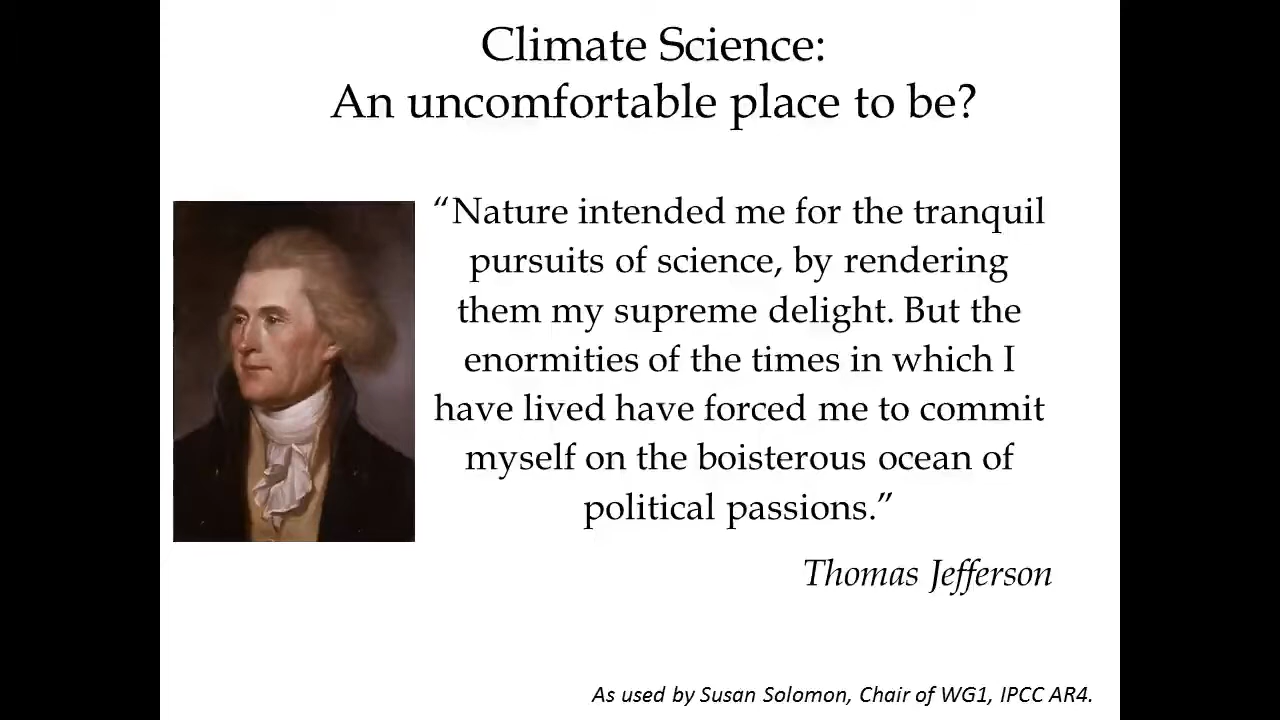 Climate Science:
An uncomfortable place to be?
“Nature intended me for the tranquil
pursuits of science, by rendering
them my supreme delight. But the
enormities of the times in which I
have lived have forced me to commit
myself on the boisterous ocean of
political passions.”
Thomas Jefferson
As used by Susan Solomon, Chair of WG1, IPCC AR4.